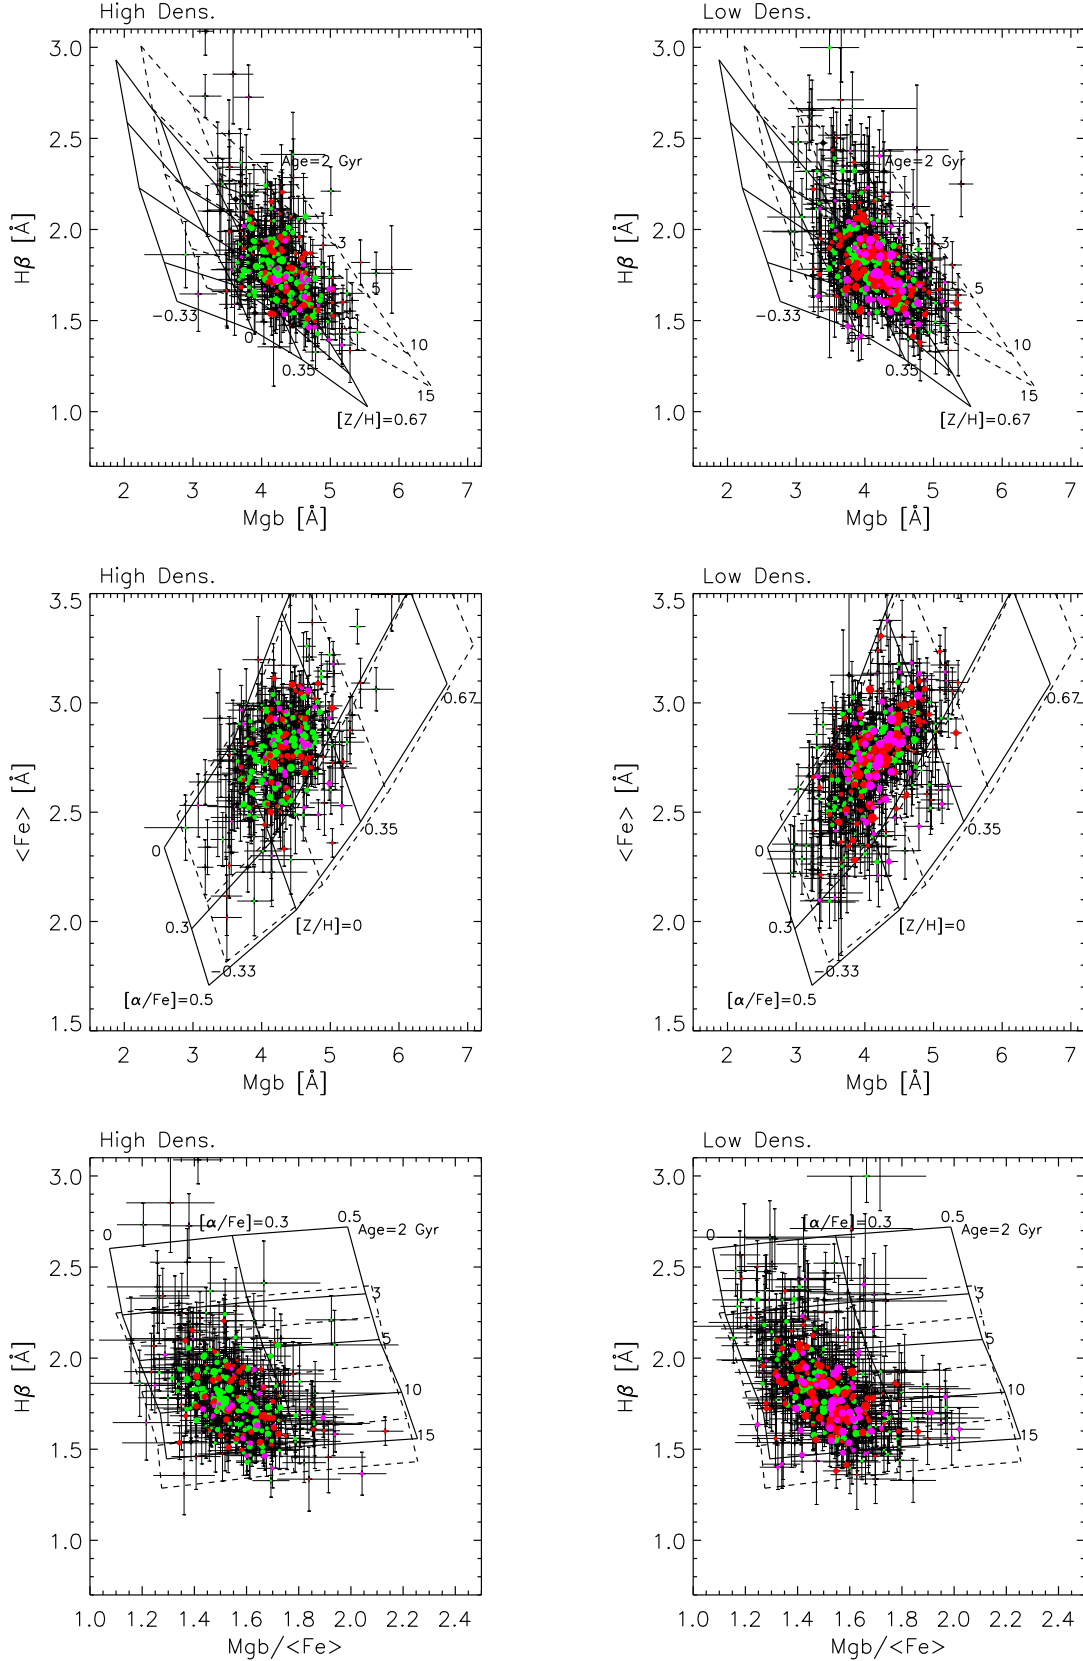 High Dens.
Low Dens.
3.0
2.5
2.0
1.5
1.0
Hβ [Å]
Age=2 Gyr
3
5
10
15
−0.33
0
0.35
[Z/H]=0.67
2 3 4 5 6 7
Mgb [Å]
3.0
2.5
2.0
1.5
1.0
Hβ [Å]
Age=2 Gyr
3
5
10
15
−0.33
0.35
[Z/H]=0.67
2 3 4 5 6 7
Mgb [Å]
High Dens.
Low Dens.
3.5
3.0
2.5
2.0
1.5
<Fe> [Å]
0.67
0.35
0
0.3
[Z/H]=0
−0.33
[α/Fe]=0.5
2 3 4 5 6 7
Mgb [Å]
3.5
3.0
2.5
2.0
1.5
<Fe> [Å]
0.67
0.35
0
0.3
[Z/H]=0
−0.33
[α/Fe]=0.5
2 3 4 5 6 7
Mgb [Å]
High Dens.
Low Dens.
3.0
2.5
2.0
1.5
1.0
Hβ [Å]
0
[α/Fe]=0.3
0.5
Age=2 Gyr
3
5
10
15
1.0 1.2 1.4 1.6 1.8 2.0 2.2 2.4
Mgb/<Fe>
3.0
2.5
2.0
1.5
1.0
Hβ [Å]
0
[α/Fe]=0.3
0.5
Age=2 Gyr
3
5
10
15
1.0 1.2 1.4 1.6 1.8 2.0 2.2 2.4
Mgb/<Fe>